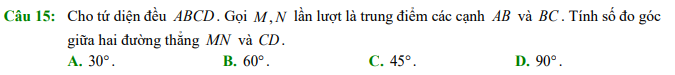 Câu 15: Cho tứ diện đều ABCD. Gọi M, N lần lượt là trung điểm các cạnh AB và BC. Tính số đo góc
giữa hai đường thẳng MN và CD.
A. 30°. B. 60°. C. 45°. D. 90°.